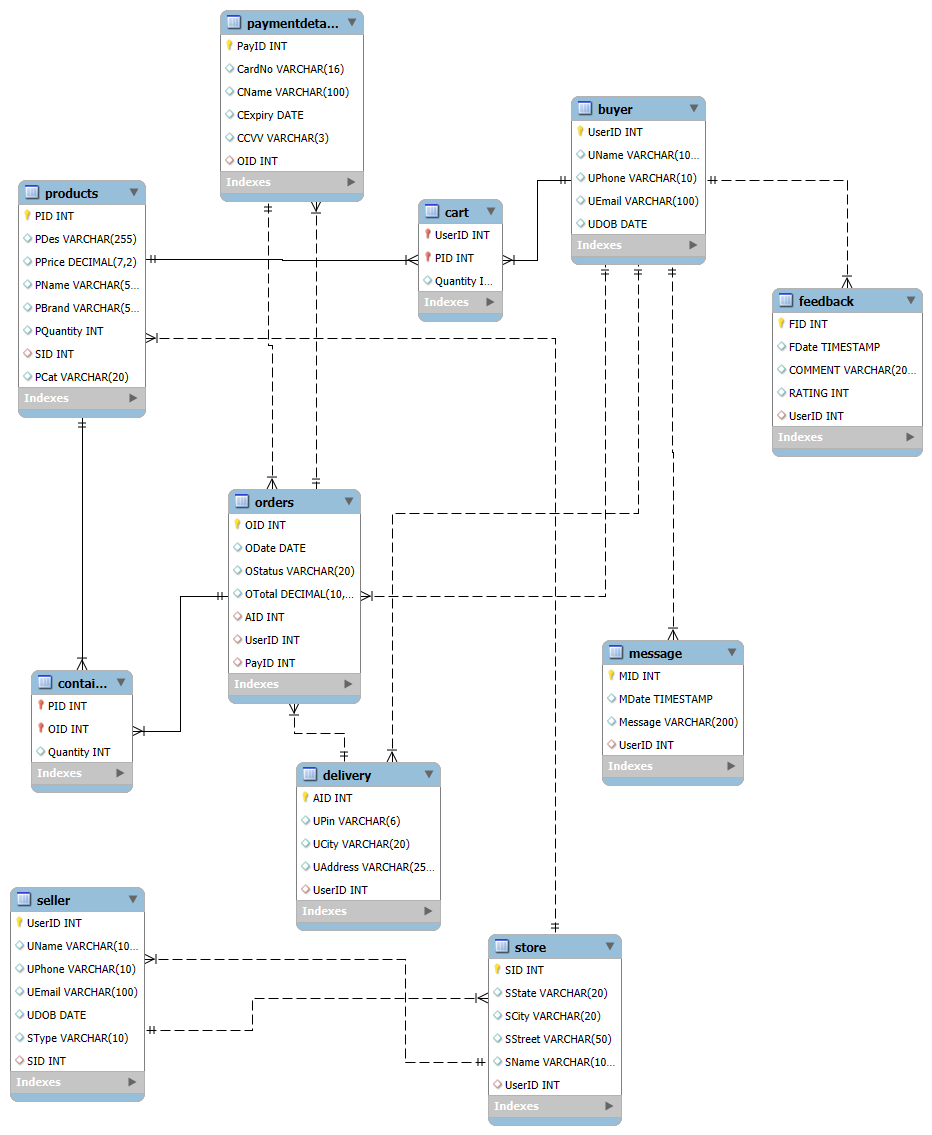 paymentdeta...
PayID INT
CardNo VARCHAR(16)
CName VARCHAR(100)
CExpiry DATE
CCVV VARCHAR(3)
OID INT
Indexes
buyer
UserID INT
UName VARCHAR(10...
UPhone VARCHAR(10)
UEmail VARCHAR(100)
UDOB DATE
Indexes
products
PID INT
PDes VARCHAR(255)
PPrice DECIMAL(7,2)
PName VARCHAR(5...
PBrand VARCHAR(5...
PQuantity INT
SID INT
PCat VARCHAR(20)
Indexes
cart
UserID INT
PID INT
Quantity I...
Indexes
feedback
FID INT
FDate TIMESTAMP
COMMENT VARCHAR(20...
RATING INT
UserID INT
Indexes
orders
OID INT
ODate DATE
OStatus VARCHAR(20)
OTotal DECIMAL(10,...
AID INT
UserID INT
PayID INT
Indexes
message
MID INT
MDate TIMESTAMP
Message VARCHAR(200)
UserID INT
Indexes
contai...
PID INT
OID INT
Quantity INT
Indexes
delivery
AID INT
UPin VARCHAR(6)
UCity VARCHAR(20)
UAddress VARCHAR(25...
UserID INT
Indexes
seller
UserID INT
UName VARCHAR(10...
UPhone VARCHAR(10)
UEmail VARCHAR(100)
UDOB DATE
SType VARCHAR(10)
SID INT
Indexes
store
SID INT
SState VARCHAR(20)
SCity VARCHAR(20)
SStreet VARCHAR(50)
SName VARCHAR(10...
UserID INT
Indexes